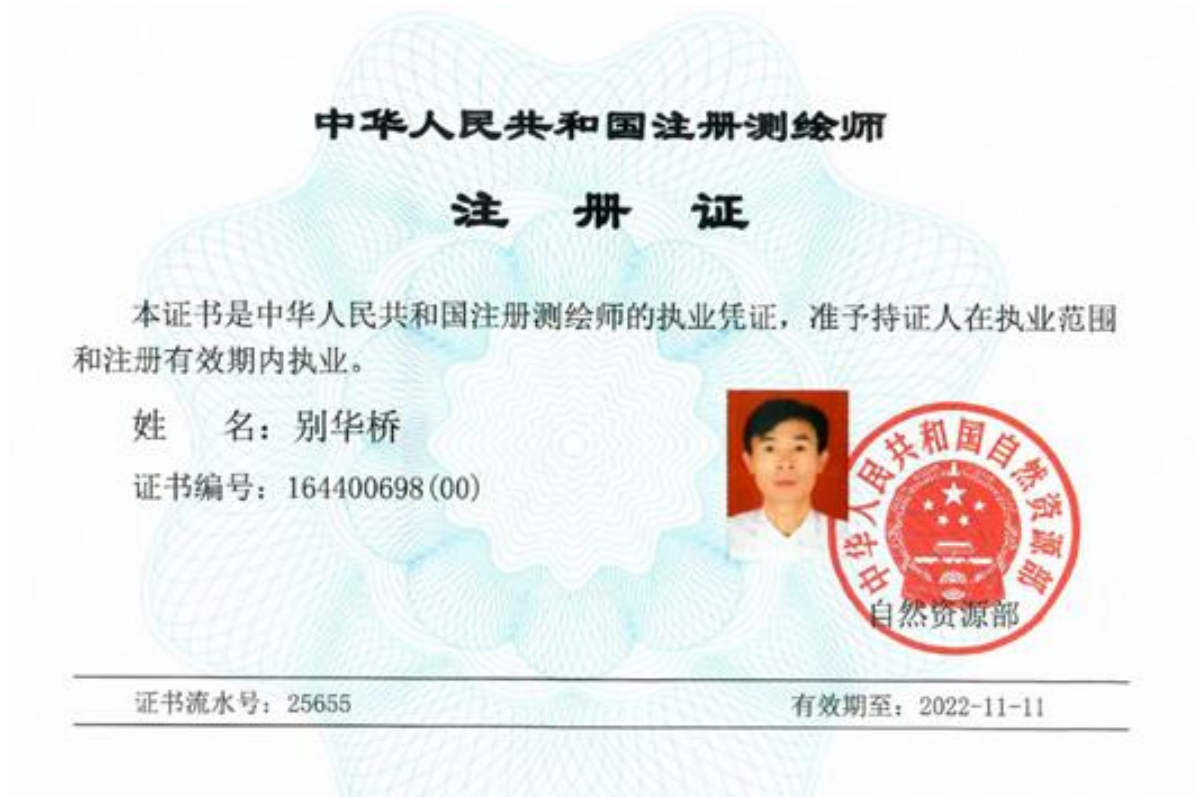 中华人民共和国注册测绘师
注 册 证
本证书是中华人民共和国注册测绘师的执业凭证，准予持证人在执业范围
和注册有效期内执业。
姓 名：别华桥
证书编号：164400698(00)
中华人民共和国自然资源部
自然资源部
证书流水号：25655
有效期至：2022-11-11